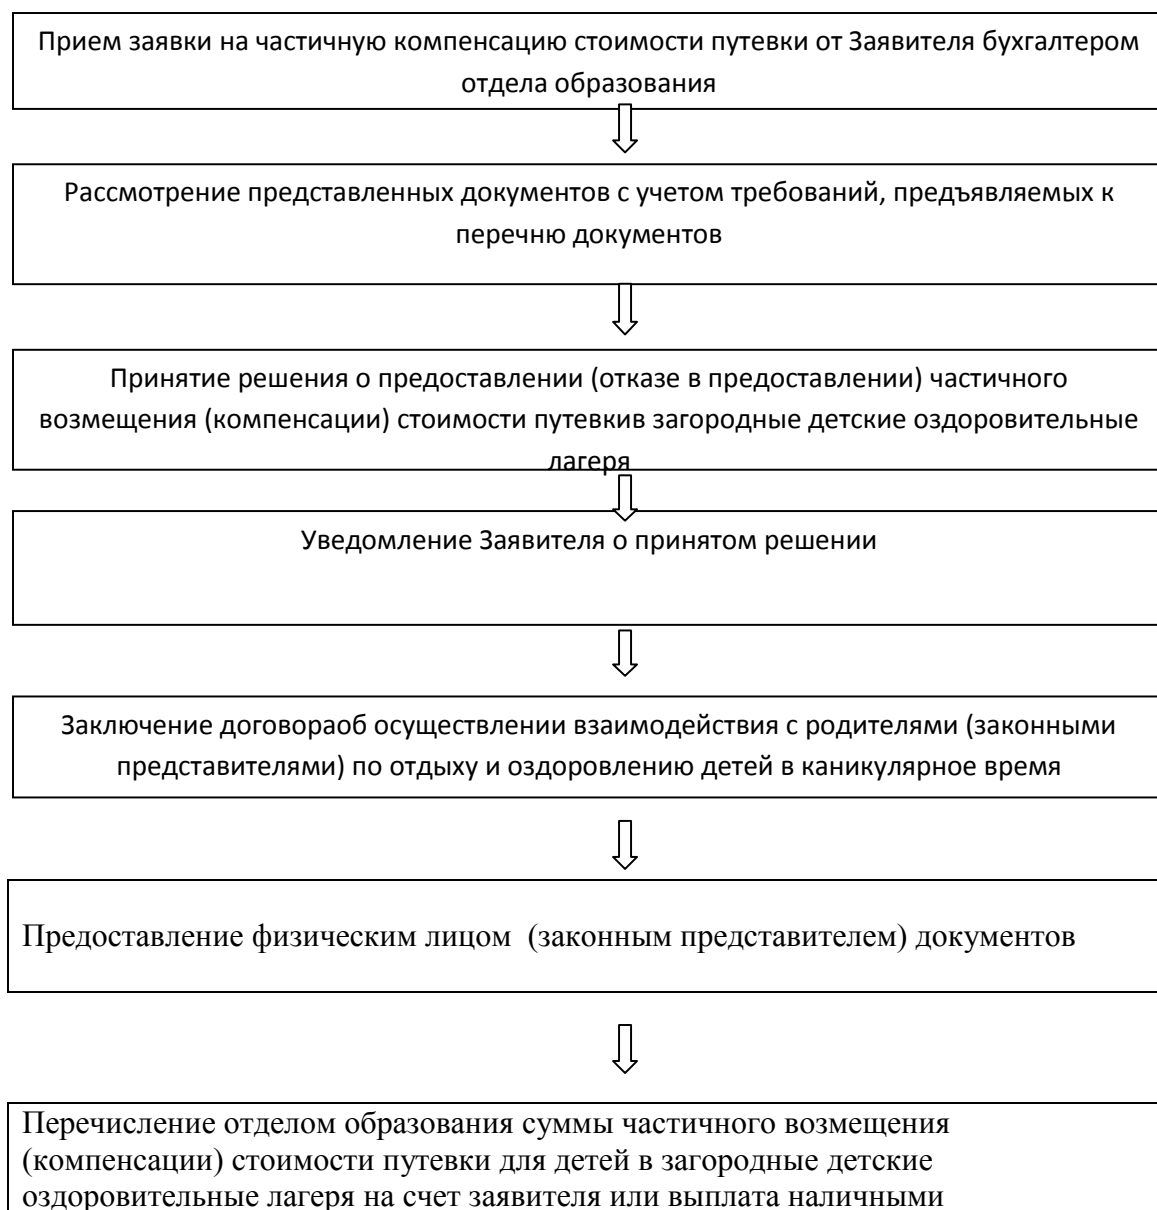 Прием заявки на частичную компенсацию стоимости путевки от Заявителя бухгалтером
отдела образования
Рассмотрение представленных документов с учетом требований, предъявляемых к
перечню документов
Принятие решения о предоставлении (отказе в предоставлении) частичного
возмещения (компенсации) стоимости путевкив загородные детские оздоровительные
лагеря
Уведомление Заявителя о принятом решении
Заключение договораоб осуществлении взаимодействия с родителями (законными
представителями) по отдыху и оздоровлению детей в каникулярное время
Предоставление физическим лицом (законным представителем) документов
Перечисление отделом образования суммы частичного возмещения
(компенсации) стоимости путевки для детей в загородные детские
оздоровительные лагеря на счет заявителя или выплата наличными